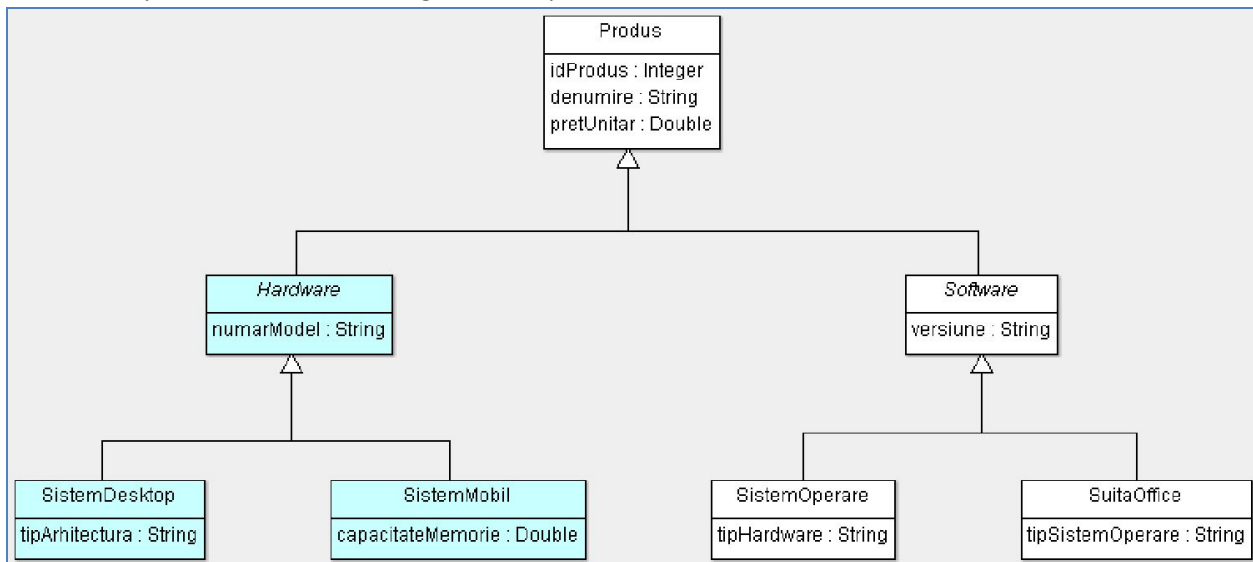 Produs
idProdus : Integer
denumire : String
pretUnitar : Double
Hardware
numarModel : String
Software
versiune : String
SistemDesktop
tipArhitectura : String
SistemMobil
capacitateMemorie : Double
SistemOperare
tipHardware : String
SuitaOffice
tipSistemOperare : String